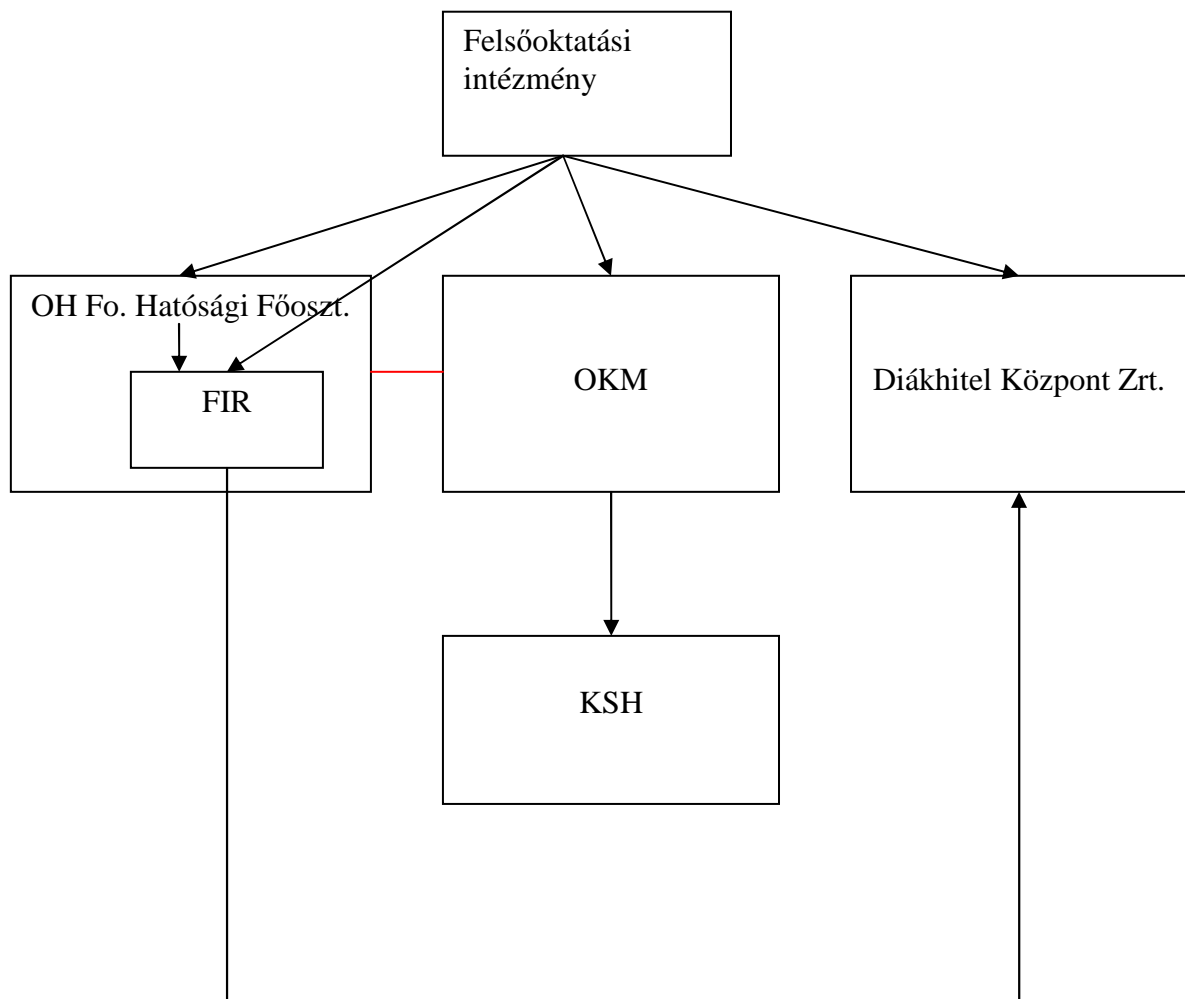 Felsőoktatási
intézmény
OH Fo. Hatósági Főoszt.
FIR
OKM
Diákhitel Központ Zrt.
KSH